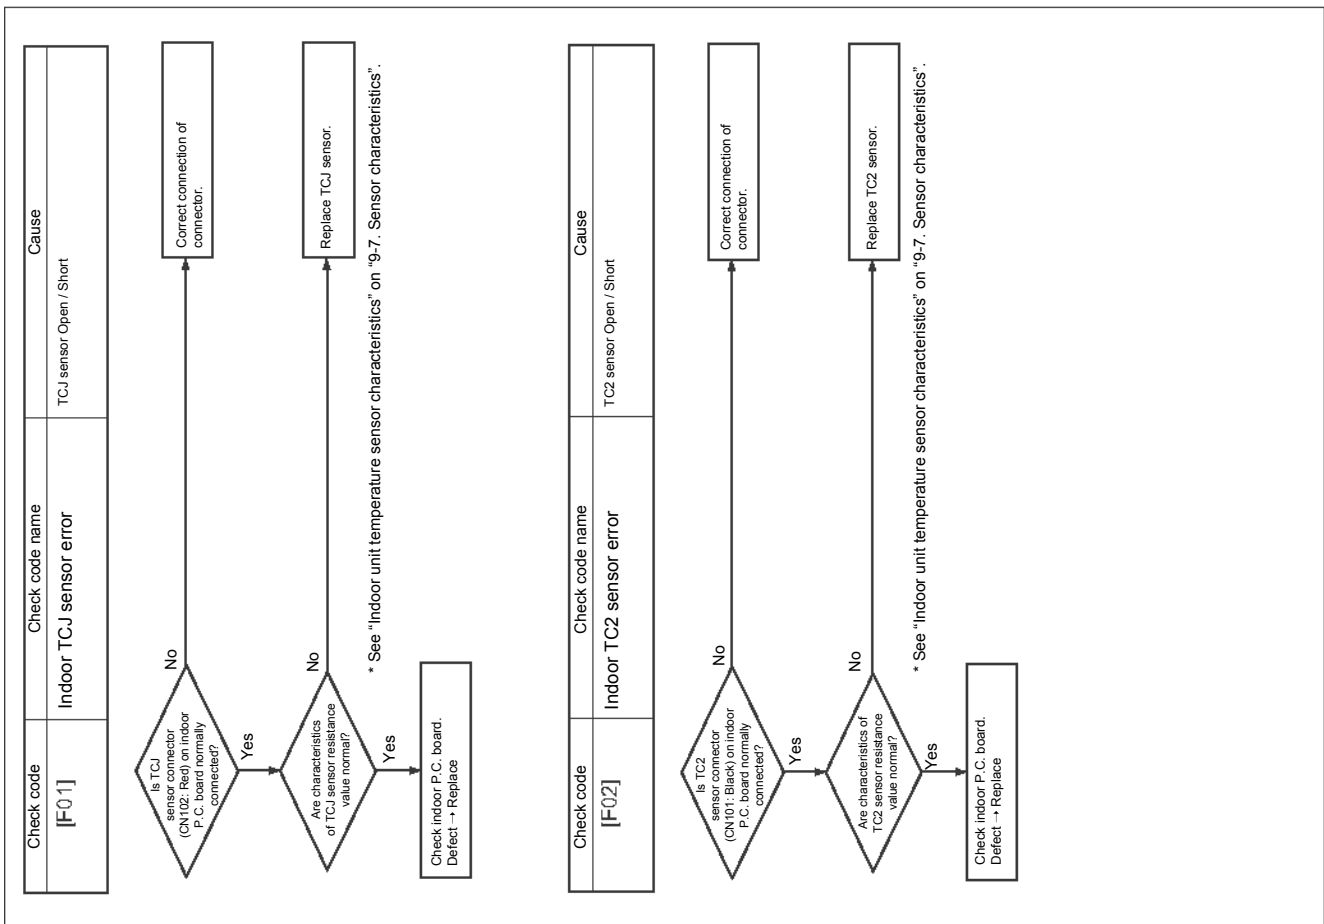 Check code
Check code name
Cause
[F01]
Indoor TCJ sensor error
TCJ sensor Open / Short
Is TCJ
sensor connector
(CN102: Red) on indoor
P.C. board normally
connected?
No
Correct connection of
connector.
Yes
Are characteristics
of TCJ sensor resistance
value normal?
No
Replace TCJ sensor.
Yes
* See “Indoor unit temperature sensor characteristics” on “9-7. Sensor characteristics”.
Check indoor P.C. board.
Defect → Replace
Check code
Check code name
Cause
[F02]
Indoor TC2 sensor error
TC2 sensor Open / Short
Is TC2
sensor connector
(CN101: Black) on indoor
P.C. board normally
connected?
No
Correct connection of
connector.
Yes
Are characteristics of
TC2 sensor resistance
value normal?
No
Replace TC2 sensor.
Yes
* See “Indoor unit temperature sensor characteristics” on “9-7. Sensor characteristics”.
Check indoor P.C. board.
Defect → Replace